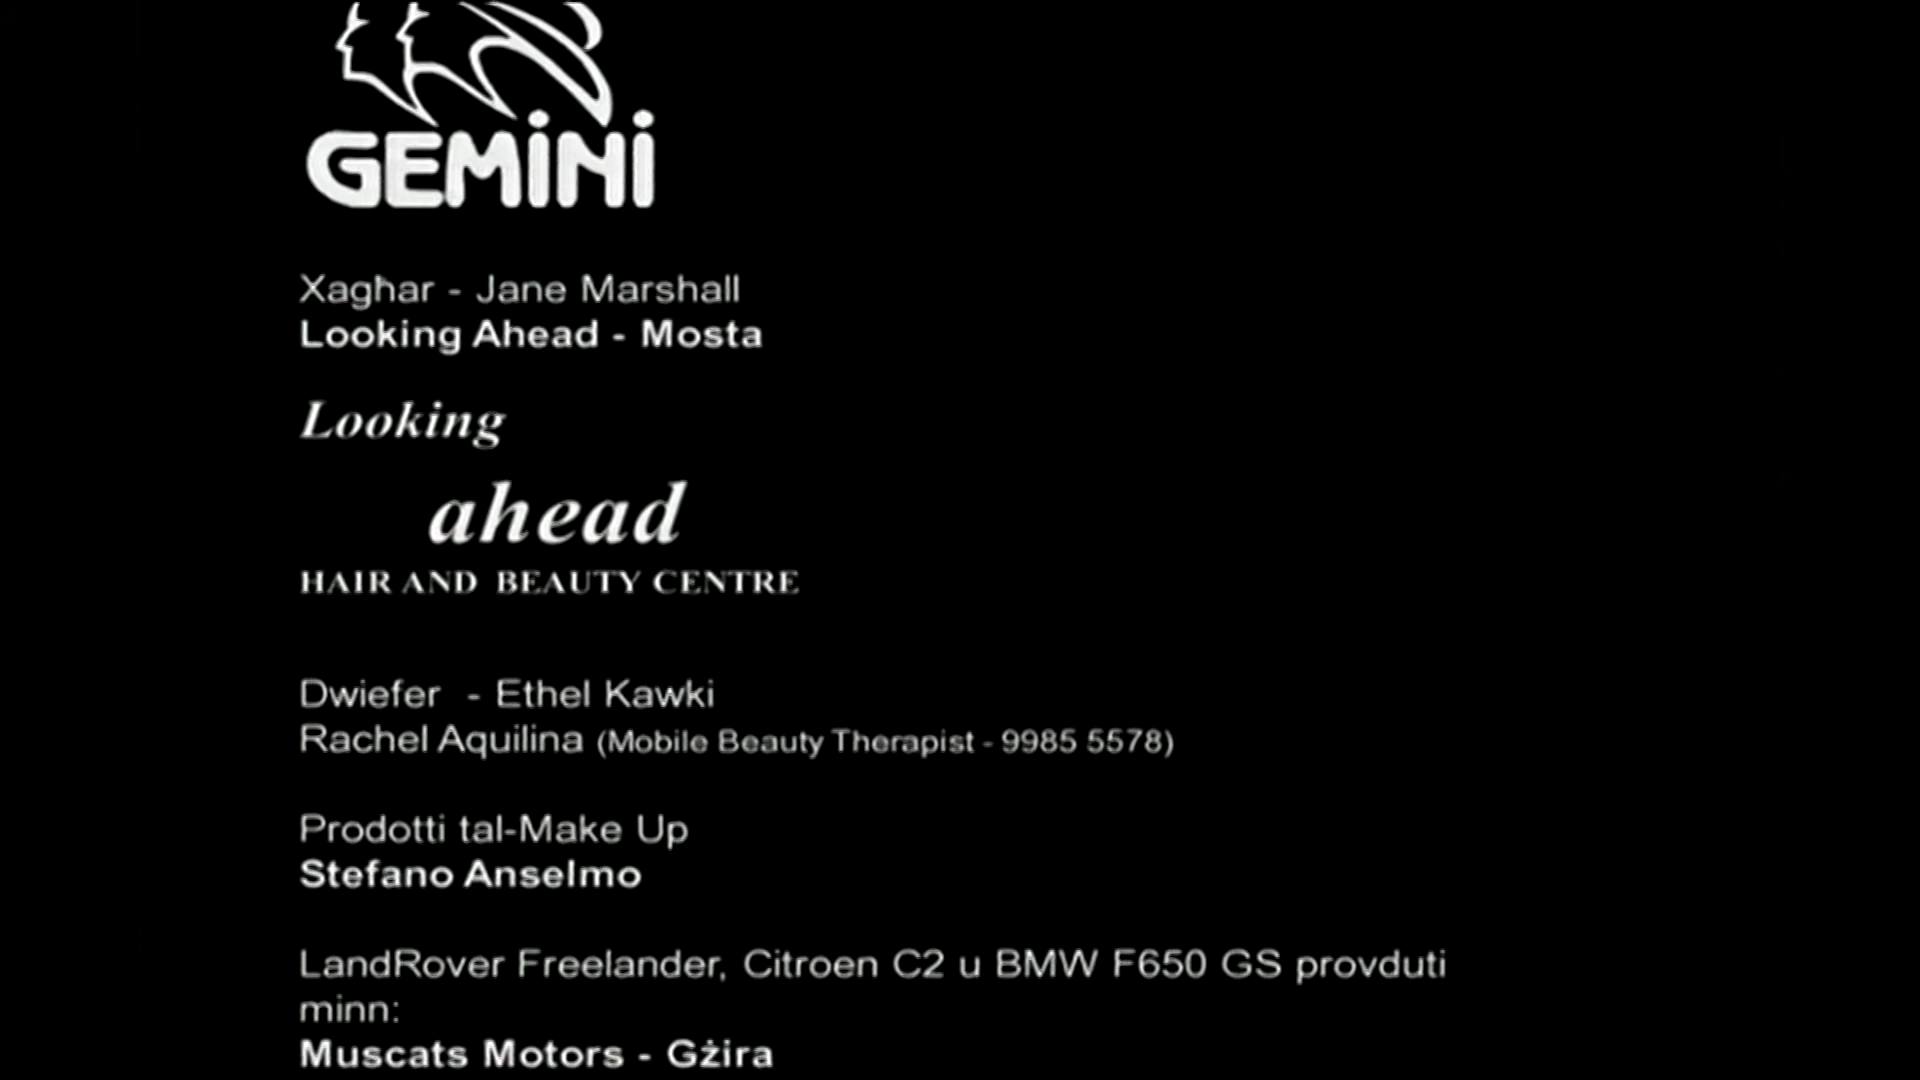 GEMINI
Xagħar - Jane Marshall
Looking Ahead - Mosta
Looking
ahead
HAIR AND BEAUTY CENTRE
Dwiefer - Ethel Kawki
Rachel Aquilina (Mobile Beauty Therapist - 9985 5578)
Prodotti tal-Make Up
Stefano Anselmo
LandRover Freelander, Citroen C2 u BMW F650 GS provduti
minn:
Muscats Motors - Gżira